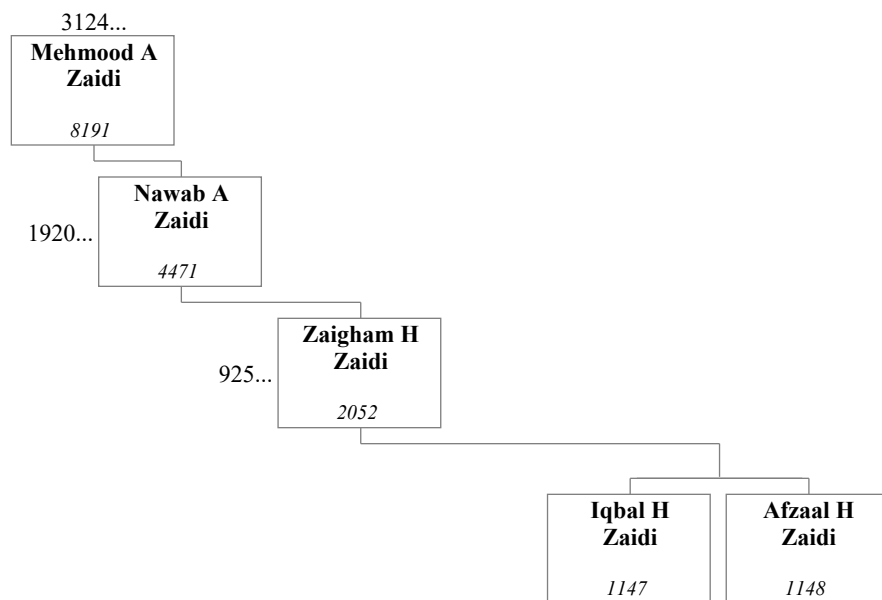 3124...
Mehmood A
Zaidi
8191
Nawab A
Zaidi
1920...
4471
Zaigham H
Zaidi
925...
2052
Iqbal H
Zaidi
1147
Afzaal H
Zaidi
1148